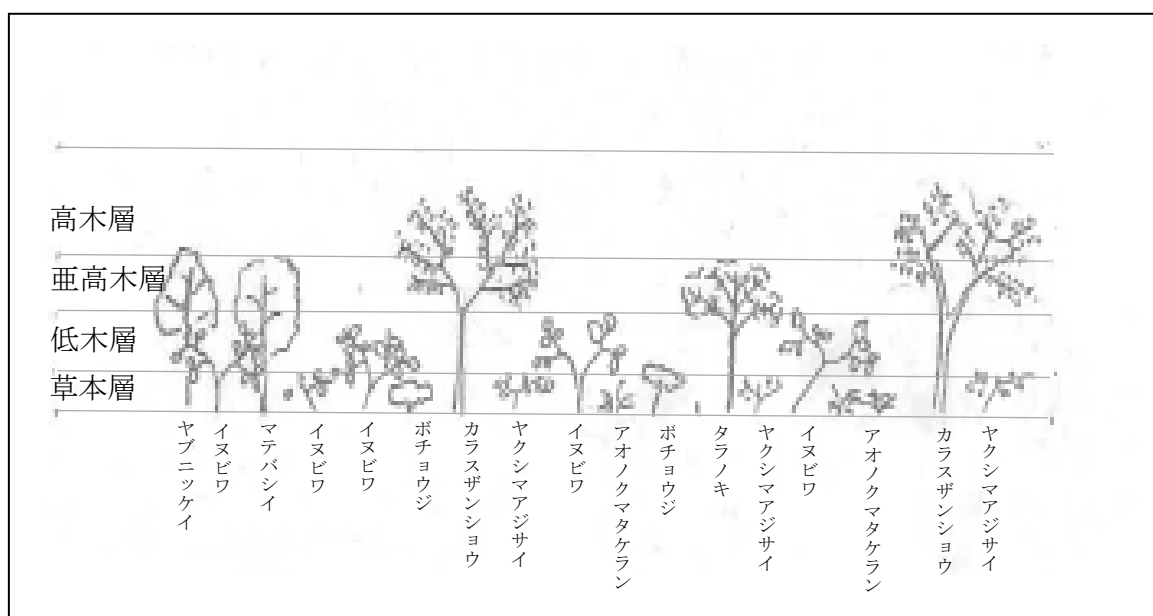 高木層
亜高木層
低木層
草本層
ヤブニッケイ
イヌビワ
マテバシイ
イヌビワ
イヌビワ
ボチョウジ
カラスザンショウ
ヤクシマアジサイ
イヌビワ
アオノクマタケラン
ボチョウジ
タラノキ
ヤクシマアジサイ
イヌビワ
アオノクマタケラン
カラスザンショウ
ヤクシマアジサイ